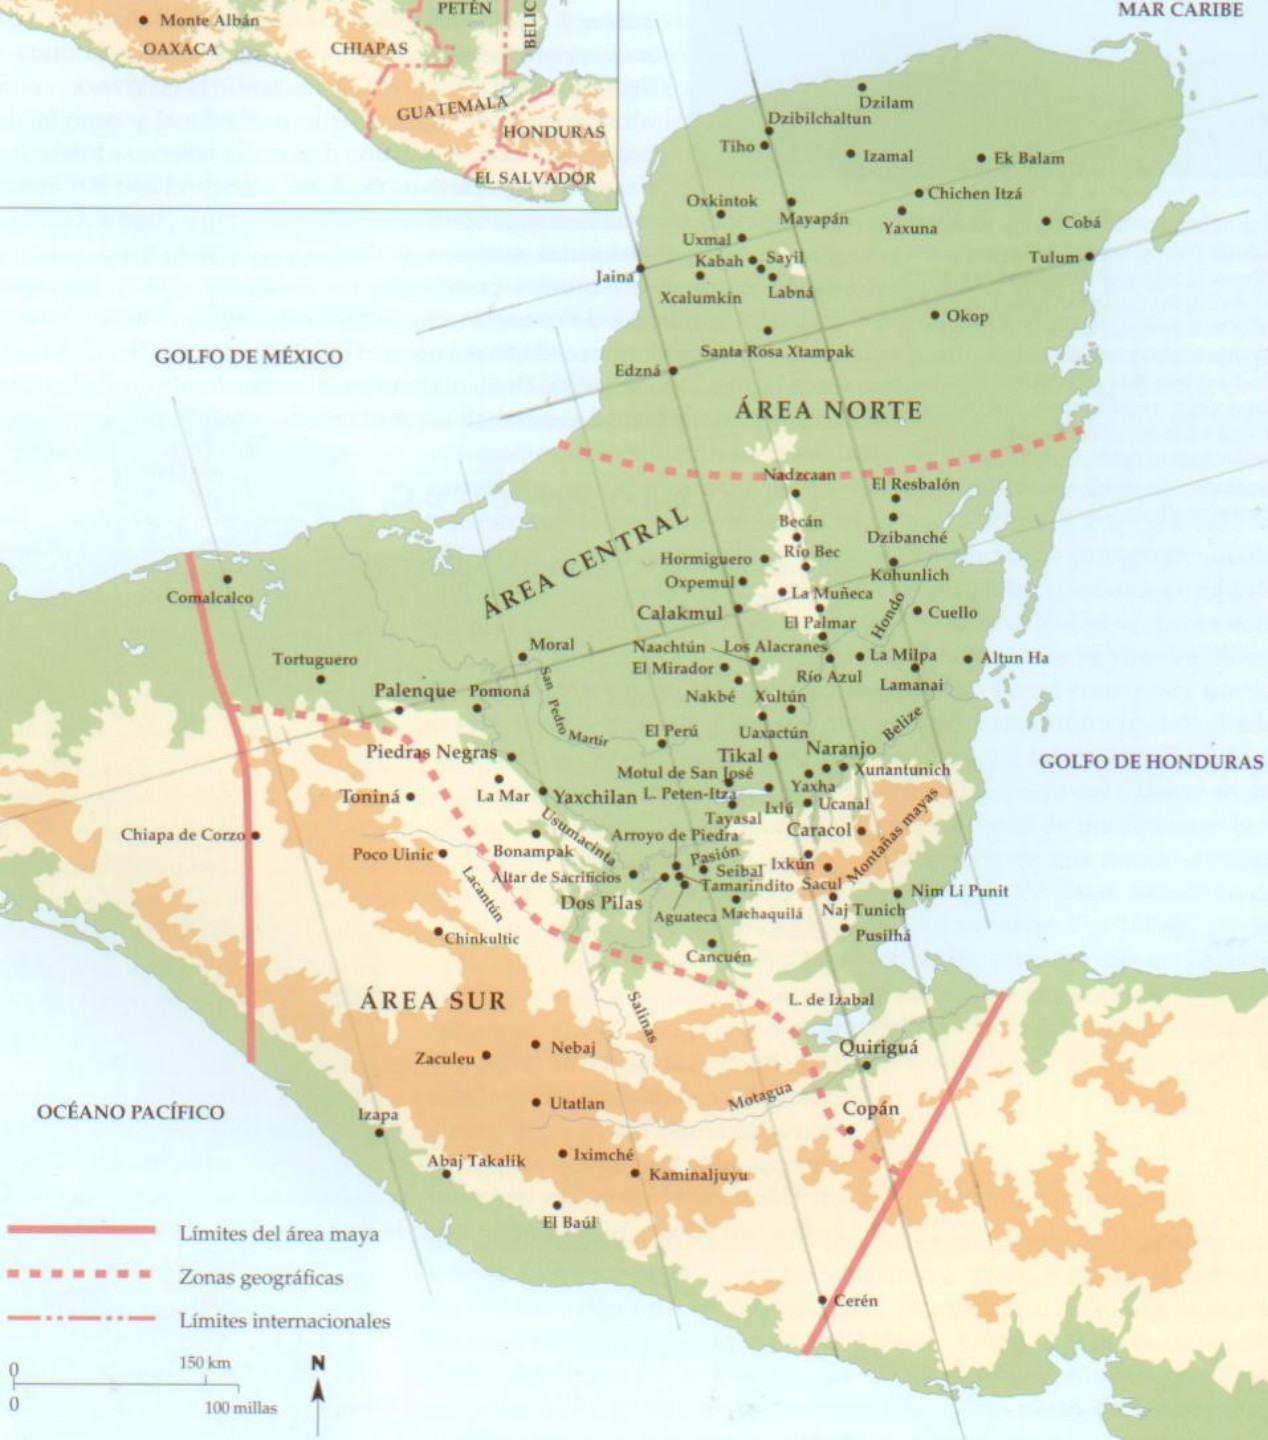 PETÉN
BELIC
Monte Albán
OAXACA
CHIAPAS
GUATEMALA
HONDURAS
EL SALVADOR
MAR CARIBE
Dzilam
Dzibilchaltun
Tiho
Izamal
Ek Balam
Chichen Itzá
Oxkintok
Mayapán
Yaxuna
Cobá
Uxmal
Kabah
Sayil
Tulum
Jaina
Xcalumkín
Labná
Okop
Santa Rosa Xtampak
GOLFO DE MÉXICO
Edzná
ÁREA NORTE
Nadzcaan
El Resbalón
ÁREA CENTRAL
Becán
Dzibanché
Hormiguero
Río Bec
Oxpemul
Kohunlich
Comalcalco
La Muñeca
Calakmul
Hondo
Cuello
El Palmar
Moral
Naachtún
Los Alacranes
La Milpa
Altun Ha
Tortuguero
El Mirador
Río Azul
Lamanai
Palenque
Pomoná
San Pedro Martir
Nakbé
Xultún
El Perú
Uaxactún
Belize
Piedras Negras
Tikal
Naranjo
GOLFO DE HONDURAS
Motul de San José
Xunantunich
Toniná
La Mar
Yaxchilan
L. Peten-Itza
Yaxha
Ixlú
Ucanal
Tayasal
Chiapa de Corzo
Usumacinta
Arroyo de Piedra
Caracol
Montañas mayas
Poco Uinic
Bonampak
Pasión
Lacantún
Altar de Sacrificios
Seibal
Ixkún
Tamarindito
Sacul
Nim Li Punit
Dos Pilas
Aguateca
Machaquilá
Naj Tunich
Chinkultic
Pusilhá
Cancuén
ÁREA SUR
Salinas
L. de Izabal
Zaculeu
Nebaj
Quiriguá
OCÉANO PACÍFICO
Izapa
Utatlan
Motagua
Copán
Abaj Takalik
Iximché
Kaminaljuyu
El Baúl
Límites del área maya
Zonas geográficas
Cerén
Límites internacionales
0
150 km
N
0
100 millas